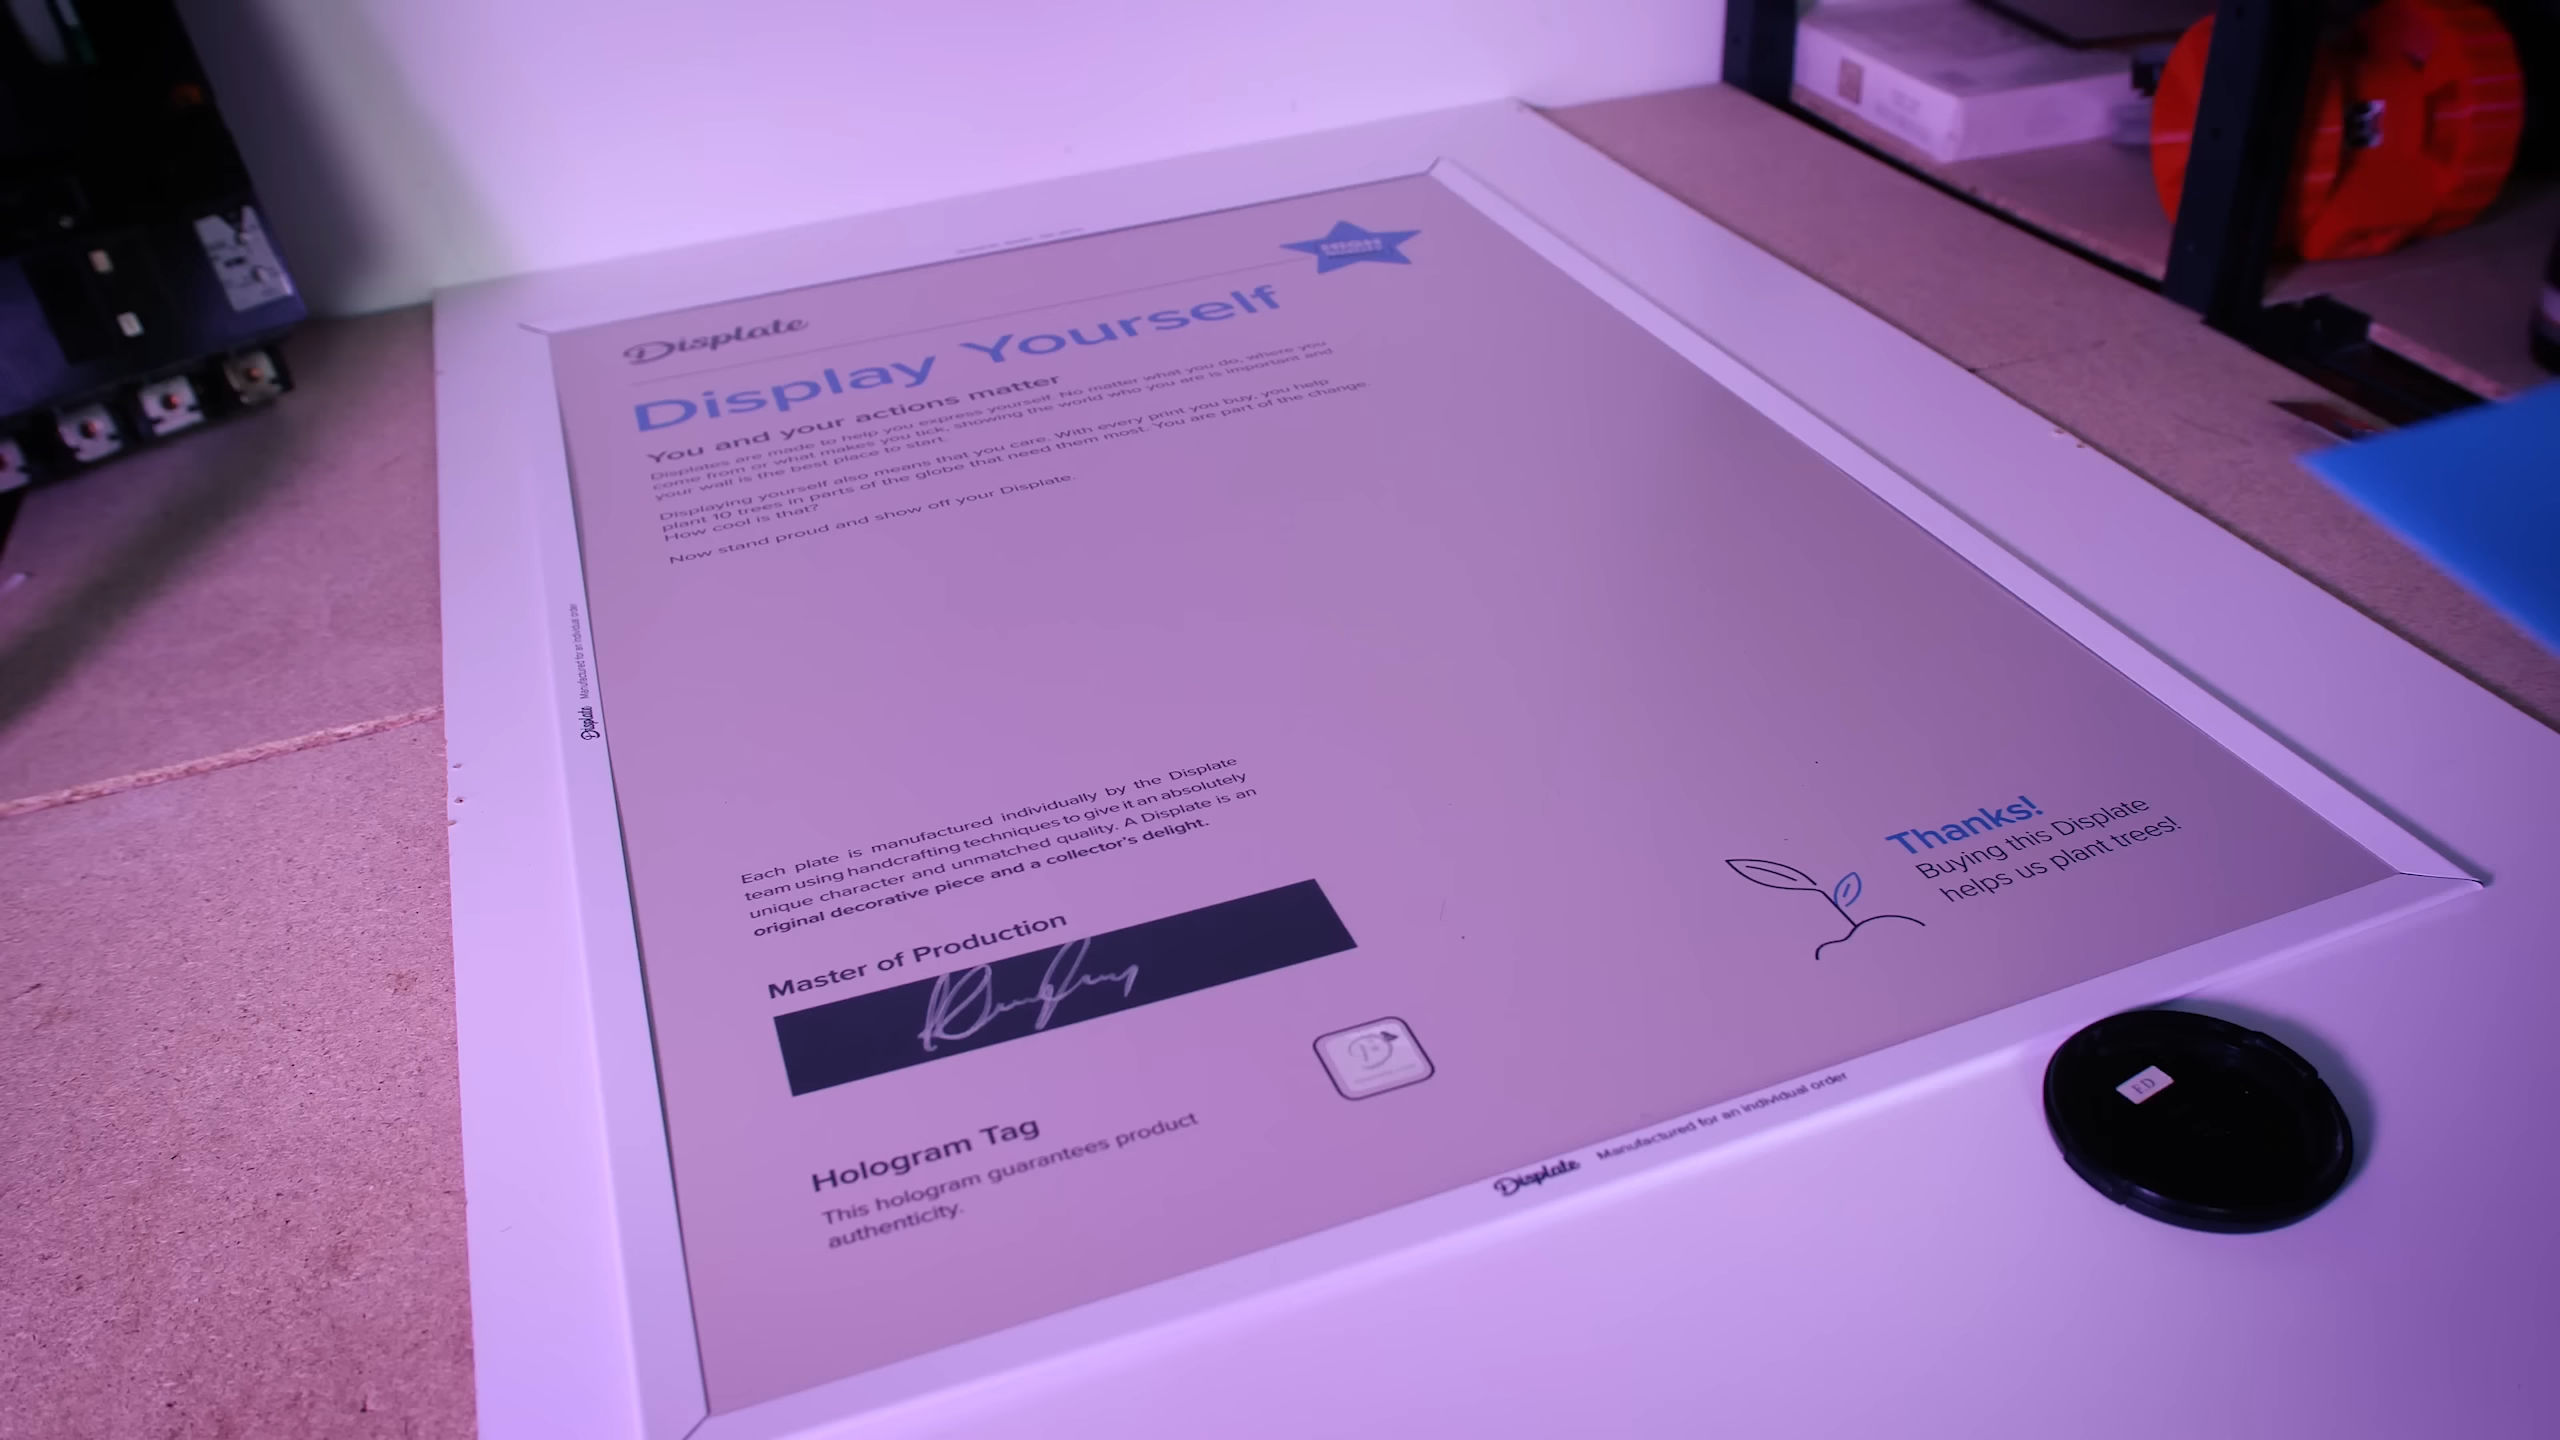 Displate
HIGH
Display Yourself
You and your actions matter
Displates are made to help you express yourself. No matter what you do, where you
come from or what makes you tick, showing the world who you are is important and
your wall is the best place to start.
Displaying yourself also means that you care. With every print you buy, you help
plant 10 trees in parts of the globe that need them most. You are part of the change.
How cool is that?
Now stand proud and show off your Displate.
Displate Manufactured for an individual order
Each plate is manufactured individually by the Displate
team using handcrafting techniques to give it an absolutely
unique character and unmatched quality. A Displate is an
original decorative piece and a collector's delight.
Master of Production
Hologram Tag
This hologram guarantees product
authenticity.
Thanks!
Buying this Displate
helps us plant trees!
Displate Manufactured for an individual order
ED